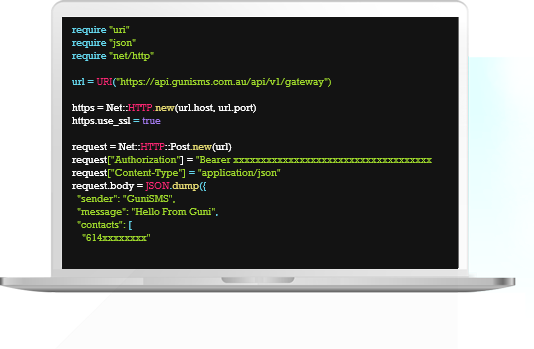 require "uri"
require "json"
require "net/http"
url = URI("https://api.gunisms.com.au/api/v1/gateway")
https = Net::HTTP.new(url.host, url.port)
https.use_ssl = true
request = Net::HTTP::Post.new(url)
request["Authorization"] = "Bearer xxxxxxxxxxxxxxxxxxxxxxxxxxxxxxxxxxxxx
request["Content-Type"] = "application/json"
request.body = JSON.dump({
"sender": "GuniSMS",
"message": "Hello From Guni",
"contacts": [
"614xxxxxxxx"